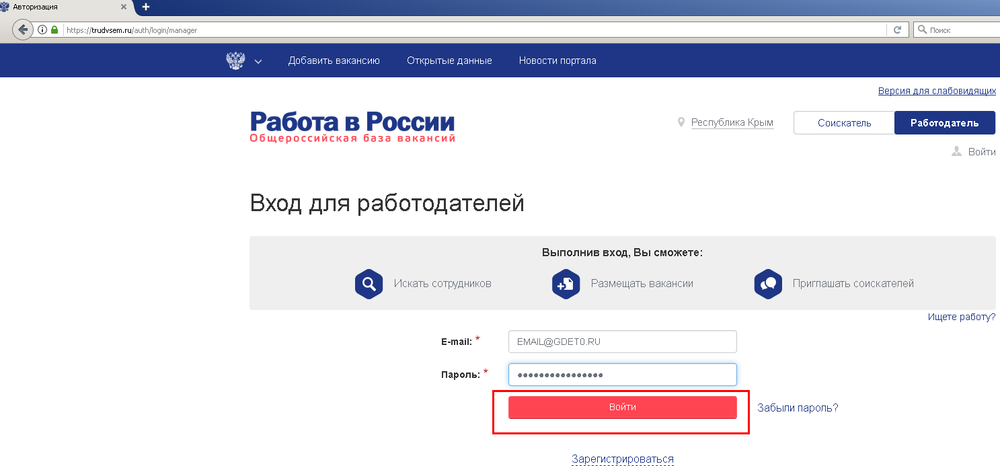 Авторизация
https://trudvsem.ru/auth/login/manager
Поиск
Добавить вакансию Открытые данные Новости портала
Версия для слабовидящих
Работа в России
Общероссийская база вакансий
Республика Крым
Соискатель Работодатель
Войти
Вход для работодателей
Выполнив вход, Вы сможете:
Искать сотрудников Размещать вакансии Приглашать соискателей
Ищете работу?
E-mail: * EMAIL@GDET0.RU
Пароль: * ••••••••••••••••
Войти Забыли пароль?
Зарегистрироваться